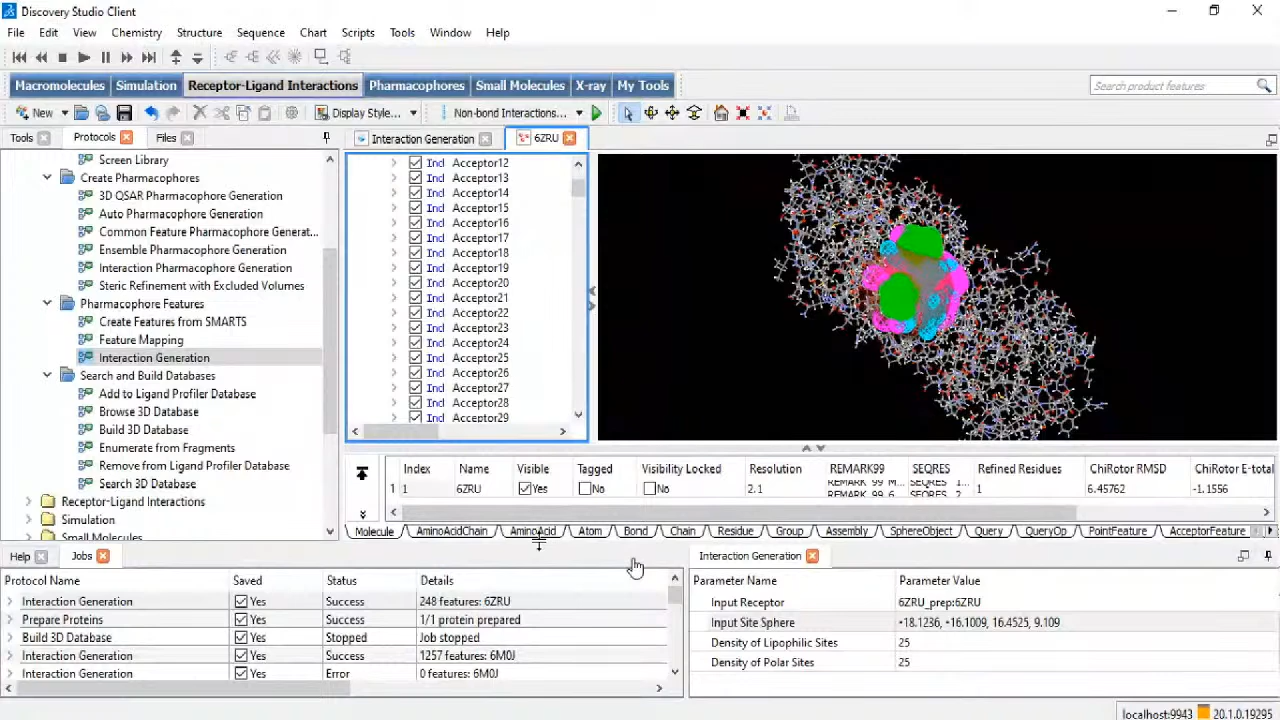 Discovery Studio Client
File Edit View Chemistry Structure Sequence Chart Scripts Tools Window Help
Macromolecules Simulation Receptor-Ligand Interactions Pharmacophores Small Molecules X-ray My Tools Search product features
New Display Style... Non-bond Interactions...
Tools Protocols Files Interaction Generation 6ZRU
Screen Library
Create Pharmacophores
3D QSAR Pharmacophore Generation
Auto Pharmacophore Generation
Common Feature Pharmacophore Generat...
Ensemble Pharmacophore Generation
Interaction Pharmacophore Generation
Steric Refinement with Excluded Volumes
Pharmacophore Features
Create Features from SMARTS
Feature Mapping
Interaction Generation
Search and Build Databases
Add to Ligand Profiler Database
Browse 3D Database
Build 3D Database
Enumerate from Fragments
Remove from Ligand Profiler Database
Search 3D Database
Receptor-Ligand Interactions
Simulation
Small Molecules
Ind Acceptor12
Ind Acceptor13
Ind Acceptor14
Ind Acceptor15
Ind Acceptor16
Ind Acceptor17
Ind Acceptor18
Ind Acceptor19
Ind Acceptor20
Ind Acceptor21
Ind Acceptor22
Ind Acceptor23
Ind Acceptor24
Ind Acceptor25
Ind Acceptor26
Ind Acceptor27
Ind Acceptor28
Ind Acceptor29
Index Name Visible Tagged Visibility Locked Resolution REMARK99 SEQRES Refined Residues ChiRotor RMSD ChiRotor E-total
1 1 6ZRU Yes No No 2.1 REMARK 99 M... SEQRES 1... 1 6.45762 -1.1556
REMARK 99 6 SEQRES 2
Molecule AminoAcidChain AminoAcid Atom Bond Chain Residue Group Assembly SphereObject Query QueryOp PointFeature AcceptorFeature
Help Jobs
Protocol Name Saved Status Details
Interaction Generation Yes Success 248 features: 6ZRU
Prepare Proteins Yes Success 1/1 protein prepared
Build 3D Database Yes Stopped Job stopped
Interaction Generation Yes Success 1257 features: 6M0J
Interaction Generation Yes Error 0 features: 6M0J
Interaction Generation
Parameter Name Parameter Value
Input Receptor 6ZRU_prep:6ZRU
Input Site Sphere -18.1236, -16.1009, 16.4525, 9.109
Density of Lipophilic Sites 25
Density of Polar Sites 25
localhost:9943 20.1.0.19295